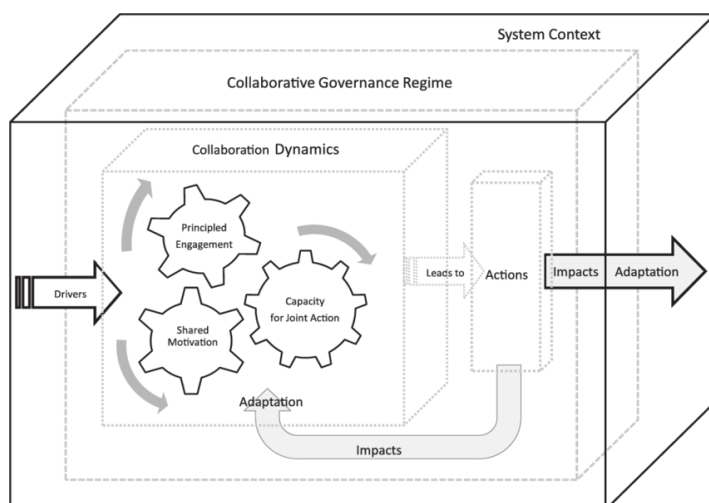 System Context
Collaborative Governance Regime
Collaboration Dynamics
Principled
Engagement
Drivers
Shared
Motivation
Capacity
for Joint Action
Leads to
Actions
Impacts
Adaptation
Adaptation
Impacts